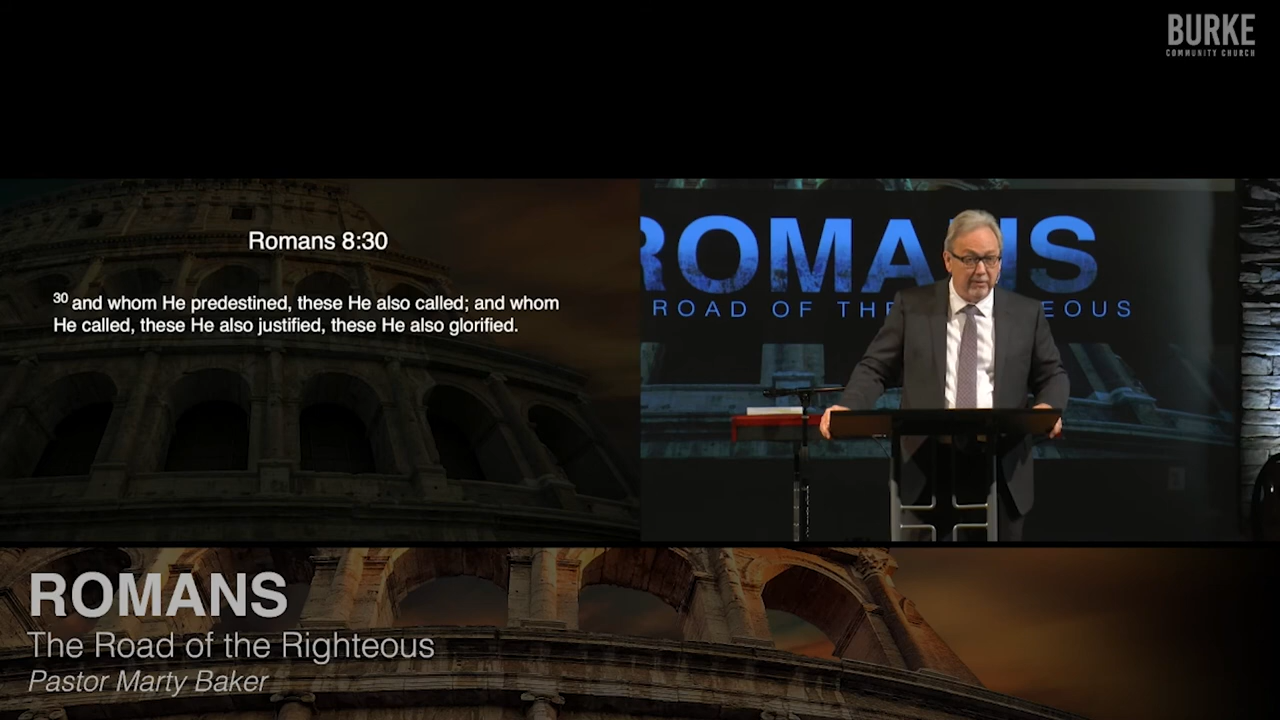 BURKE
COMMUNITY CHURCH
Romans 8:30
30 and whom He predestined, these He also called; and whom
He called, these He also justified, these He also glorified.
ROMANS
ROAD OF THE EOUS
ROMANS
The Road of the Righteous
Pastor Marty Baker